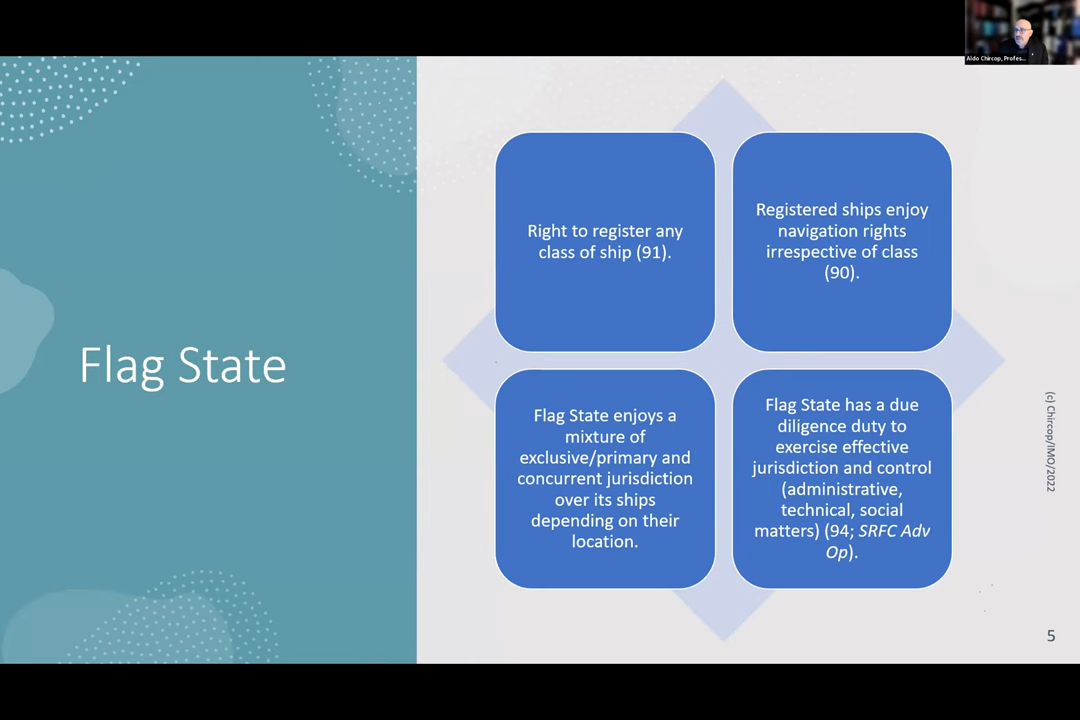 Aldo Chircop, Profes...
Flag State
Right to register any
class of ship (91).
Registered ships enjoy
navigation rights
irrespective of class
(90).
Flag State enjoys a
mixture of
exclusive/primary and
concurrent jurisdiction
over its ships
depending on their
location.
Flag State has a due
diligence duty to
exercise effective
jurisdiction and control
(administrative,
technical, social
matters) (94; SRFC Adv
Op).
(c) Chircop/IMO/2022
5